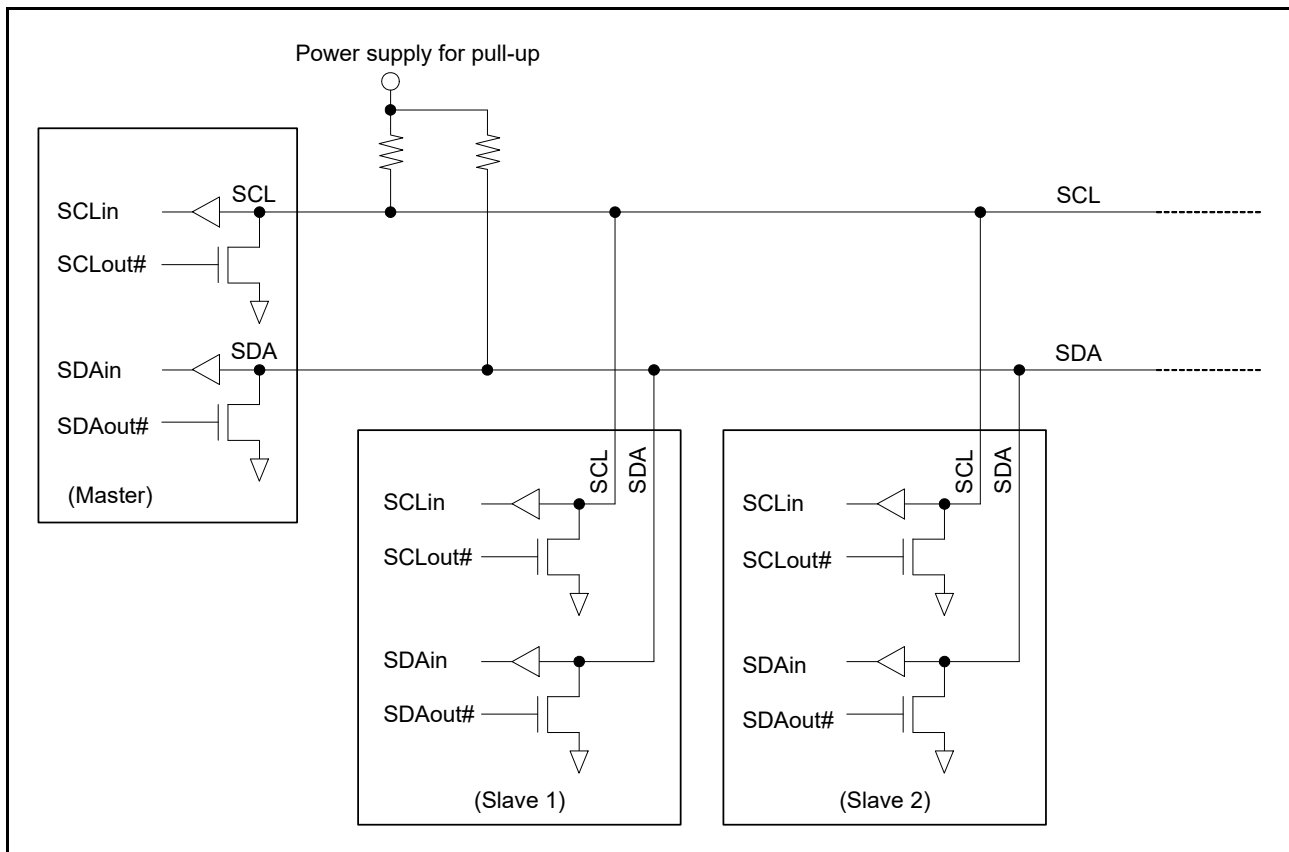 Power supply for pull-up
SCL
SCLin
SCLout#
SDA
SDAin
SDAout#
(Master)
SCL
SDA
SCL
SDA
SCLin
SCLout#
SDAin
SDAout#
(Slave 1)
SCL
SDA
SCLin
SCLout#
SDAin
SDAout#
(Slave 2)